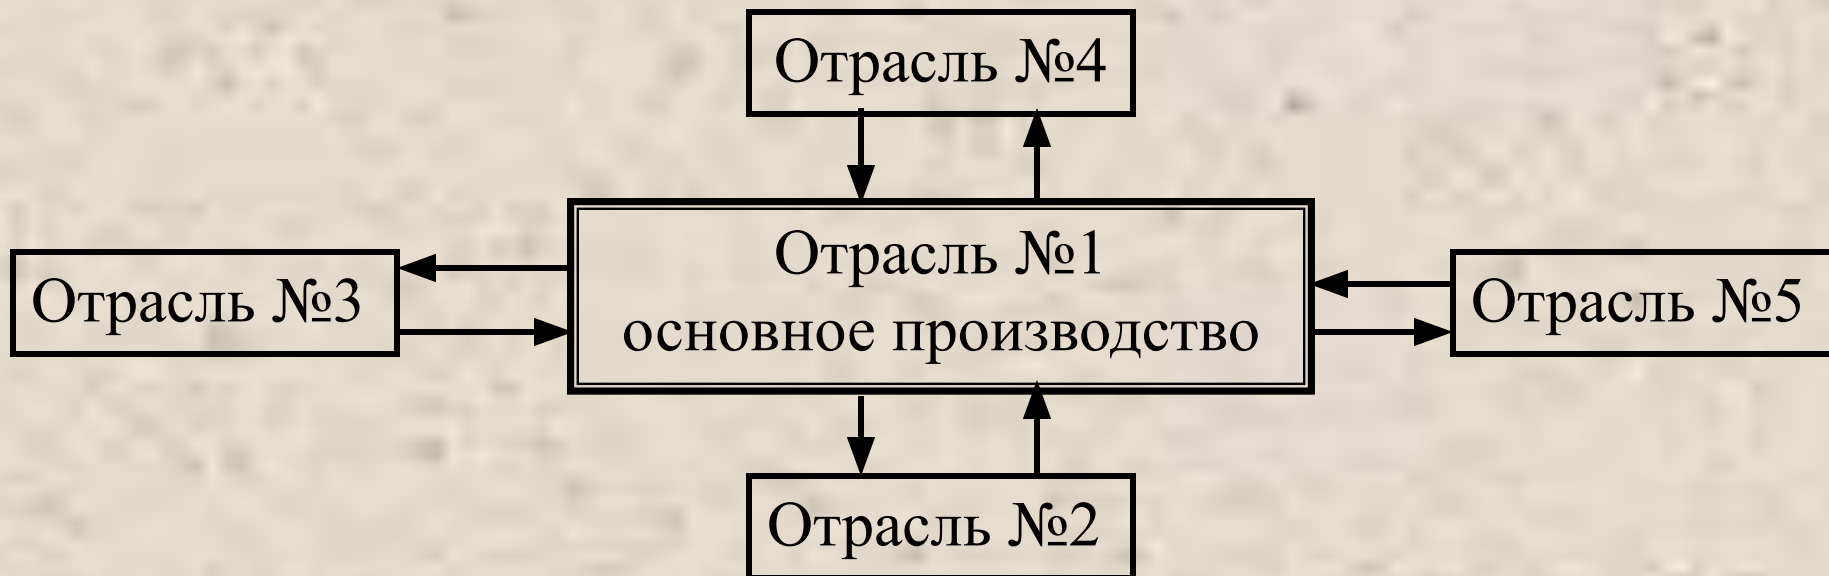 Отрасль №4
Отрасль №1
основное производство
Отрасль №3
Отрасль №5
Отрасль №2